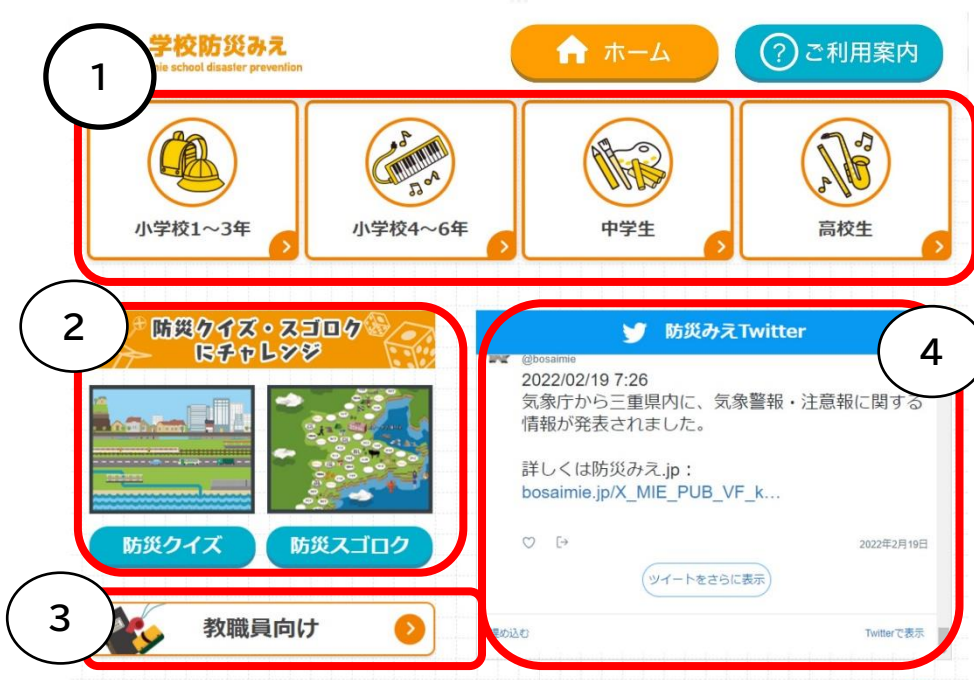 学校防災みえ
mie school disaster prevention
ホーム
? ご利用案内
1
小学校1～3年
小学校4～6年
中学生
高校生
2
防災クイズ・スゴロク
にチャレンジ
防災クイズ
防災スゴロク
3
教職員向け
4
防災みえTwitter
@bosaimie
2022/02/19 7:26
気象庁から三重県内に、気象警報・注意報に関する
情報が発表されました。
詳しくは防災みえ.jp：
bosaimie.jp/X_MIE_PUB_VF_k…
2022年2月19日
ツイートをさらに表示
め込む
Twitterで表示